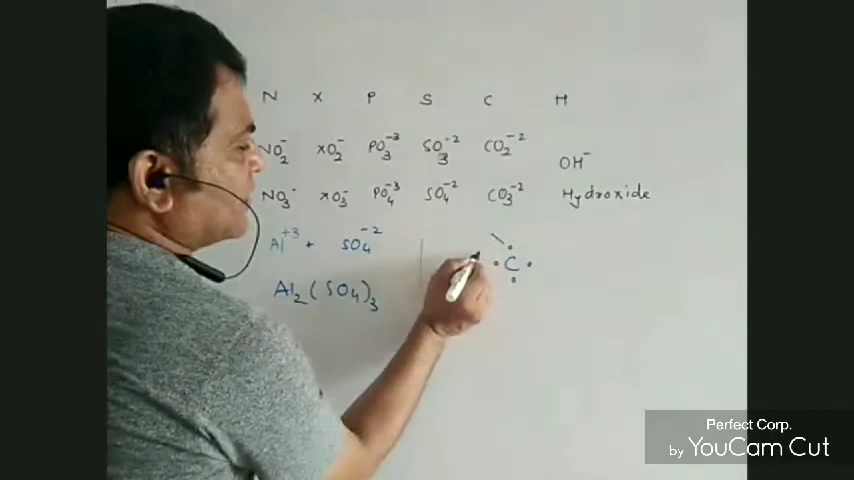 N X P S C H
NO₂⁻ XO₂⁻ PO₃⁻³ SO₃⁻² CO₂⁻² OH⁻
NO₃⁻ XO₃⁻ PO₄⁻³ SO₄⁻² CO₃⁻² Hydroxide
Al⁺³ + SO₄⁻² C
Al₂(SO₄)₃
Perfect Corp.
by YouCam Cut